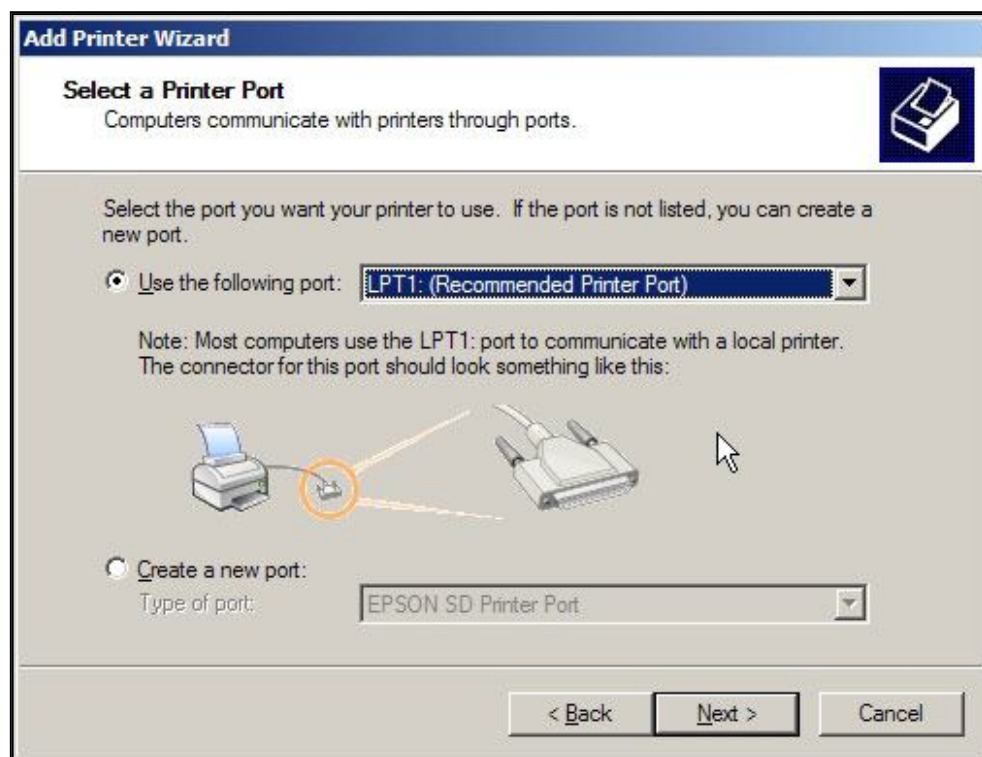 Add Printer Wizard
Select a Printer Port
Computers communicate with printers through ports.
Select the port you want your printer to use.  If the port is not listed, you can create a
new port.
Use the following port: LPT1: (Recommended Printer Port)
Note: Most computers use the LPT1: port to communicate with a local printer.
The connector for this port should look something like this:
Create a new port:
Type of port: EPSON SD Printer Port
< Back Next > Cancel